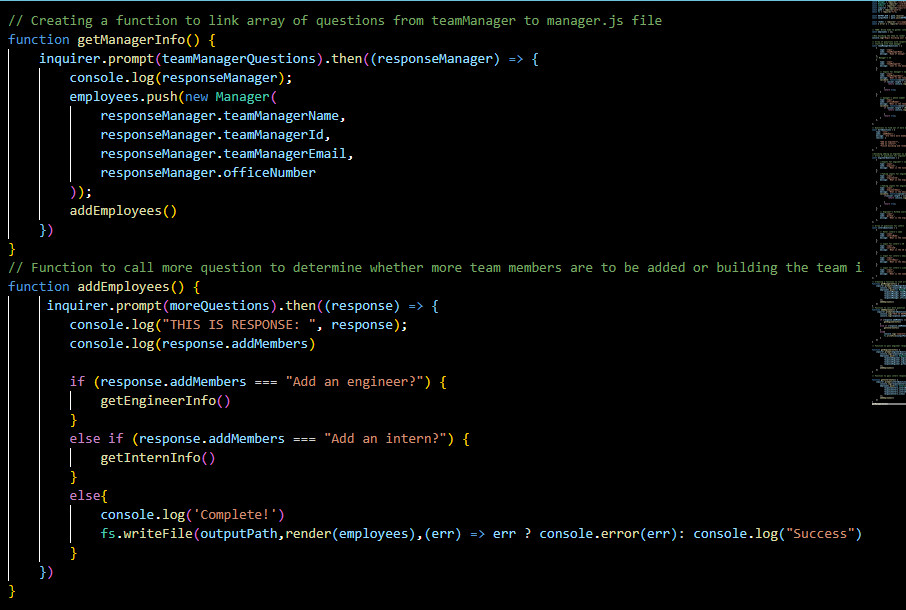 // Creating a function to link array of questions from teamManager to manager.js file
function getManagerInfo() {
    inquirer.prompt(teamManagerQuestions).then((responseManager) => {
        console.log(responseManager);
        employees.push(new Manager(
            responseManager.teamManagerName,
            responseManager.teamManagerId,
            responseManager.teamManagerEmail,
            responseManager.officeNumber
        ));
        addEmployees()
    })
}
// Function to call more question to determine whether more team members are to be added or building the team i
function addEmployees() {
     inquirer.prompt(moreQuestions).then((response) => {
        console.log("THIS IS RESPONSE: ", response);
        console.log(response.addMembers)

        if (response.addMembers === "Add an engineer?") {
            getEngineerInfo()
        }
        else if (response.addMembers === "Add an intern?") {
            getInternInfo()
        }
        else{
            console.log('Complete!')
            fs.writeFile(outputPath,render(employees),(err) => err ? console.error(err): console.log("Success")
        }
    })
}